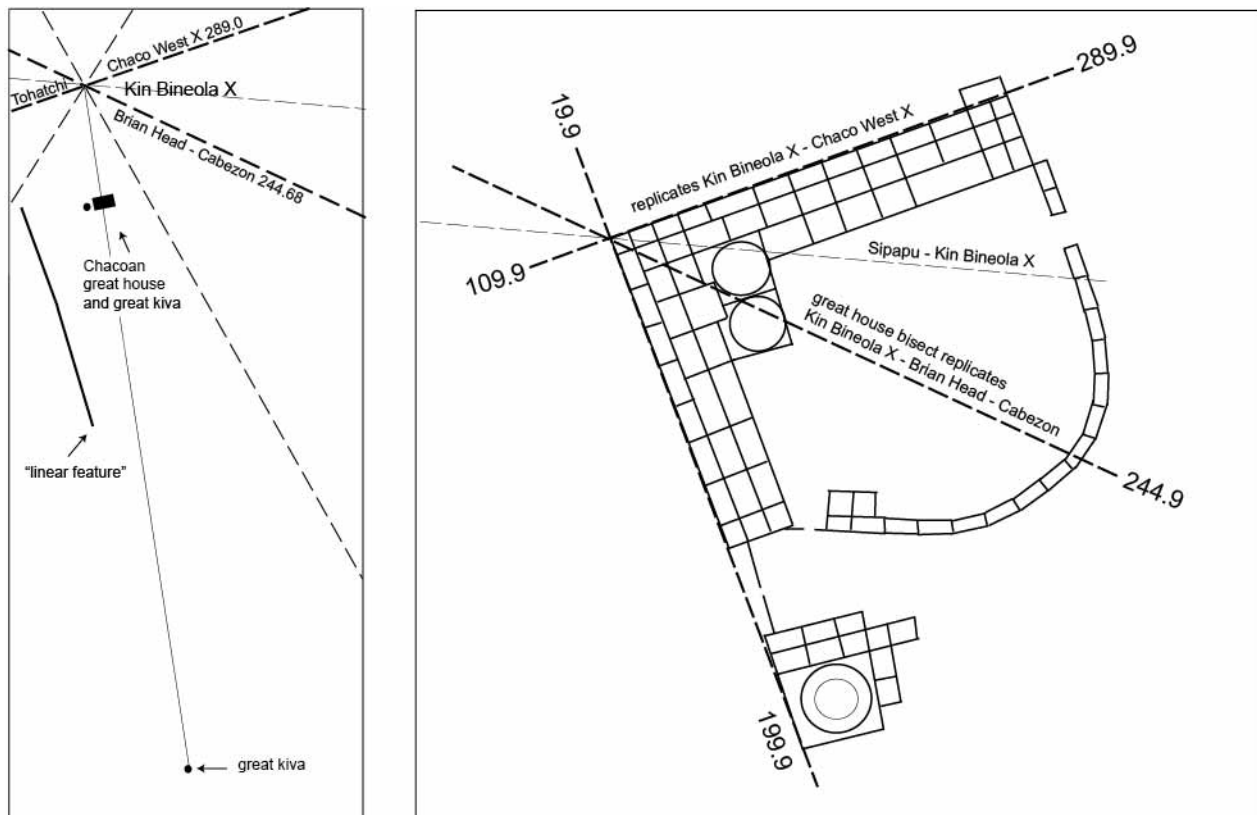 Chaco West X 289.0
Tohatchi
Kin Bineola X
Brian Head - Cabezon 244.68
Chacoan
great house
and great kiva
"linear feature"
great kiva
289.9
19.9
replicates Kin Bineola X - Chaco West X
109.9
Sipapu - Kin Bineola X
great house bisect replicates
Kin Bineola X - Brian Head - Cabezon
244.9
199.9